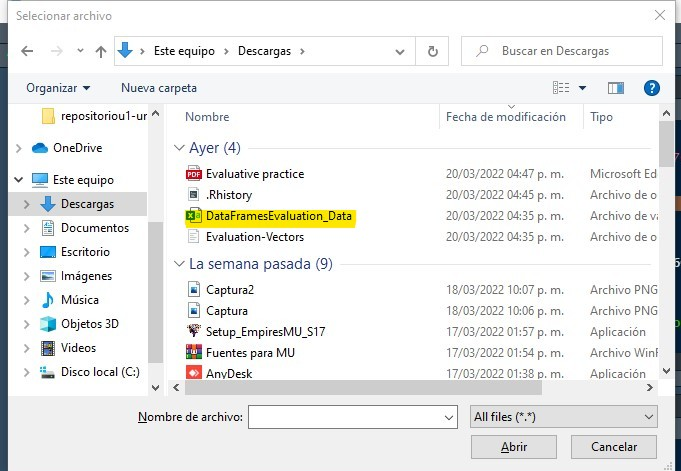 Selecionar archivo
Este equipo > Descargas >
Buscar en Descargas
Organizar
Nueva carpeta
repositoriou1-ur
OneDrive
Este equipo
Descargas
Documentos
Escritorio
Imágenes
Música
Objetos 3D
Videos
Disco local (C:)
Nombre Fecha de modificación Tipo
Ayer (4)
PDF Evaluative practice 20/03/2022 04:47 p. m. Microsoft Ed
.Rhistory 20/03/2022 04:45 p. m. Archivo de o
DataFramesEvaluation_Data 20/03/2022 04:35 p. m. Archivo de va
Evaluation-Vectors 20/03/2022 04:35 p. m. Archivo de o
La semana pasada (9)
Captura2 18/03/2022 10:07 p. m. Archivo PNG
Captura 18/03/2022 10:06 p. m. Archivo PNG
Setup_EmpiresMU_S17 17/03/2022 01:57 p. m. Aplicación
Fuentes para MU 17/03/2022 01:54 p. m. Archivo WinR
AnyDesk 17/03/2022 01:38 p. m. Aplicación
Nombre de archivo:
All files (*.*)
Abrir
Cancelar